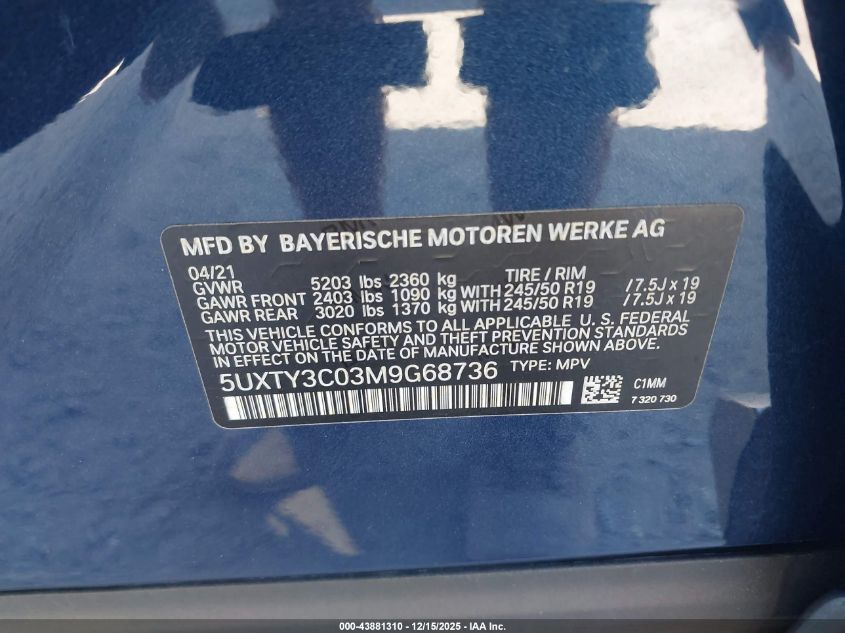 MFD BY BAYERISCHE MOTOREN WERKE AG
04/21
GVWR 5203 lbs 2360 kg TIRE / RIM
GAWR FRONT 2403 lbs 1090 kg WITH 245/50 R19 /7.5J x 19
GAWR REAR 3020 lbs 1370 kg WITH 245/50 R19 /7.5J x 19
THIS VEHICLE CONFORMS TO ALL APPLICABLE U.S. FEDERAL
MOTOR VEHICLE SAFETY AND THEFT PREVENTION STANDARDS
IN EFFECT ON THE DATE OF MANUFACTURE SHOWN ABOVE.
5UXTY3C03M9G68736 TYPE: MPV
C1MM
7 320 730
000-43881310 - 12/15/2025 - IAA Inc.